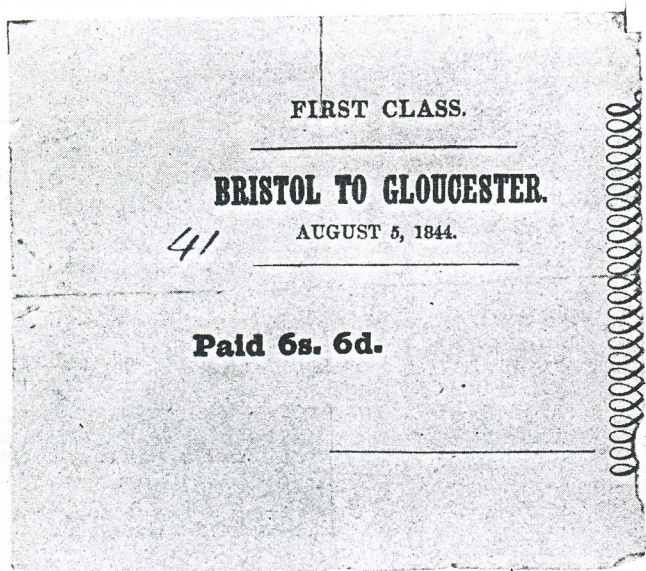 FIRST CLASS.
BRISTOL TO GLOUCESTER.
AUGUST 5, 1844.
41
Paid 6s. 6d.